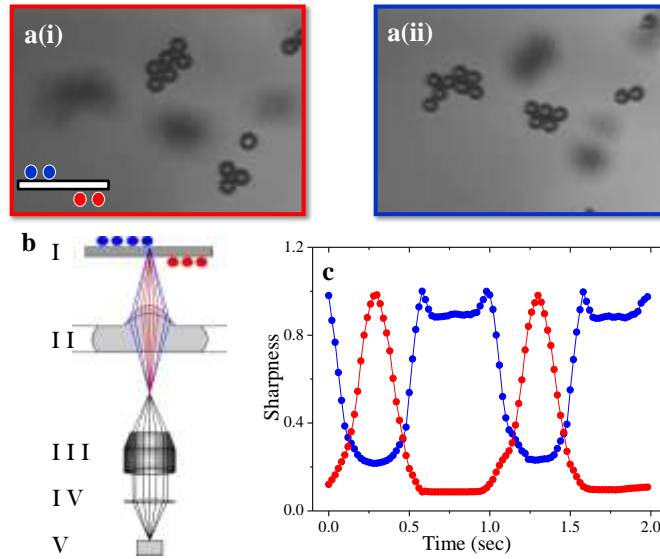 a(i)
a(ii)
b
I
I I
I I I
I V
V
c
1.2
0.8
0.4
0.0
Sharpness
0.0 0.5 1.0 1.5 2.0
Time (sec)